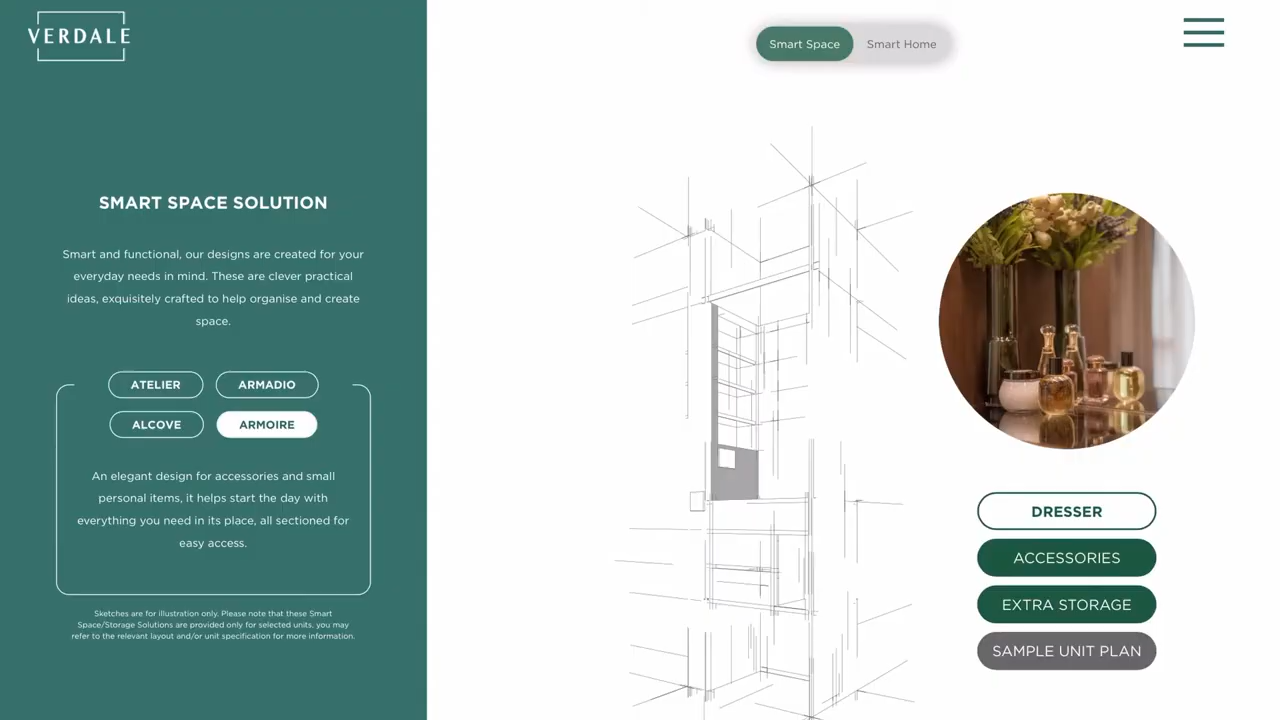 VERDALE
Smart Space
Smart Home
SMART SPACE SOLUTION
Smart and functional, our designs are created for your
everyday needs in mind. These are clever practical
ideas, exquisitely crafted to help organise and create
space.
ATELIER
ARMADIO
ALCOVE
ARMOIRE
An elegant design for accessories and small
personal items, it helps start the day with
everything you need in its place, all sectioned for
easy access.
Sketches are for illustration only. Please note that these Smart
Space/Storage Solutions are provided only for selected units. you may
refer to the relevant layout and/or unit specification for more information.
DRESSER
ACCESSORIES
EXTRA STORAGE
SAMPLE UNIT PLAN